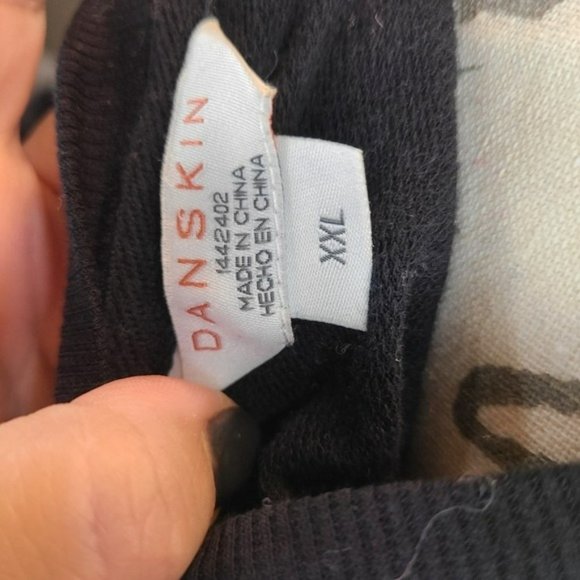 DANSKIN
1442402
MADE IN CHINA
HECHO EN CHINA
XXL